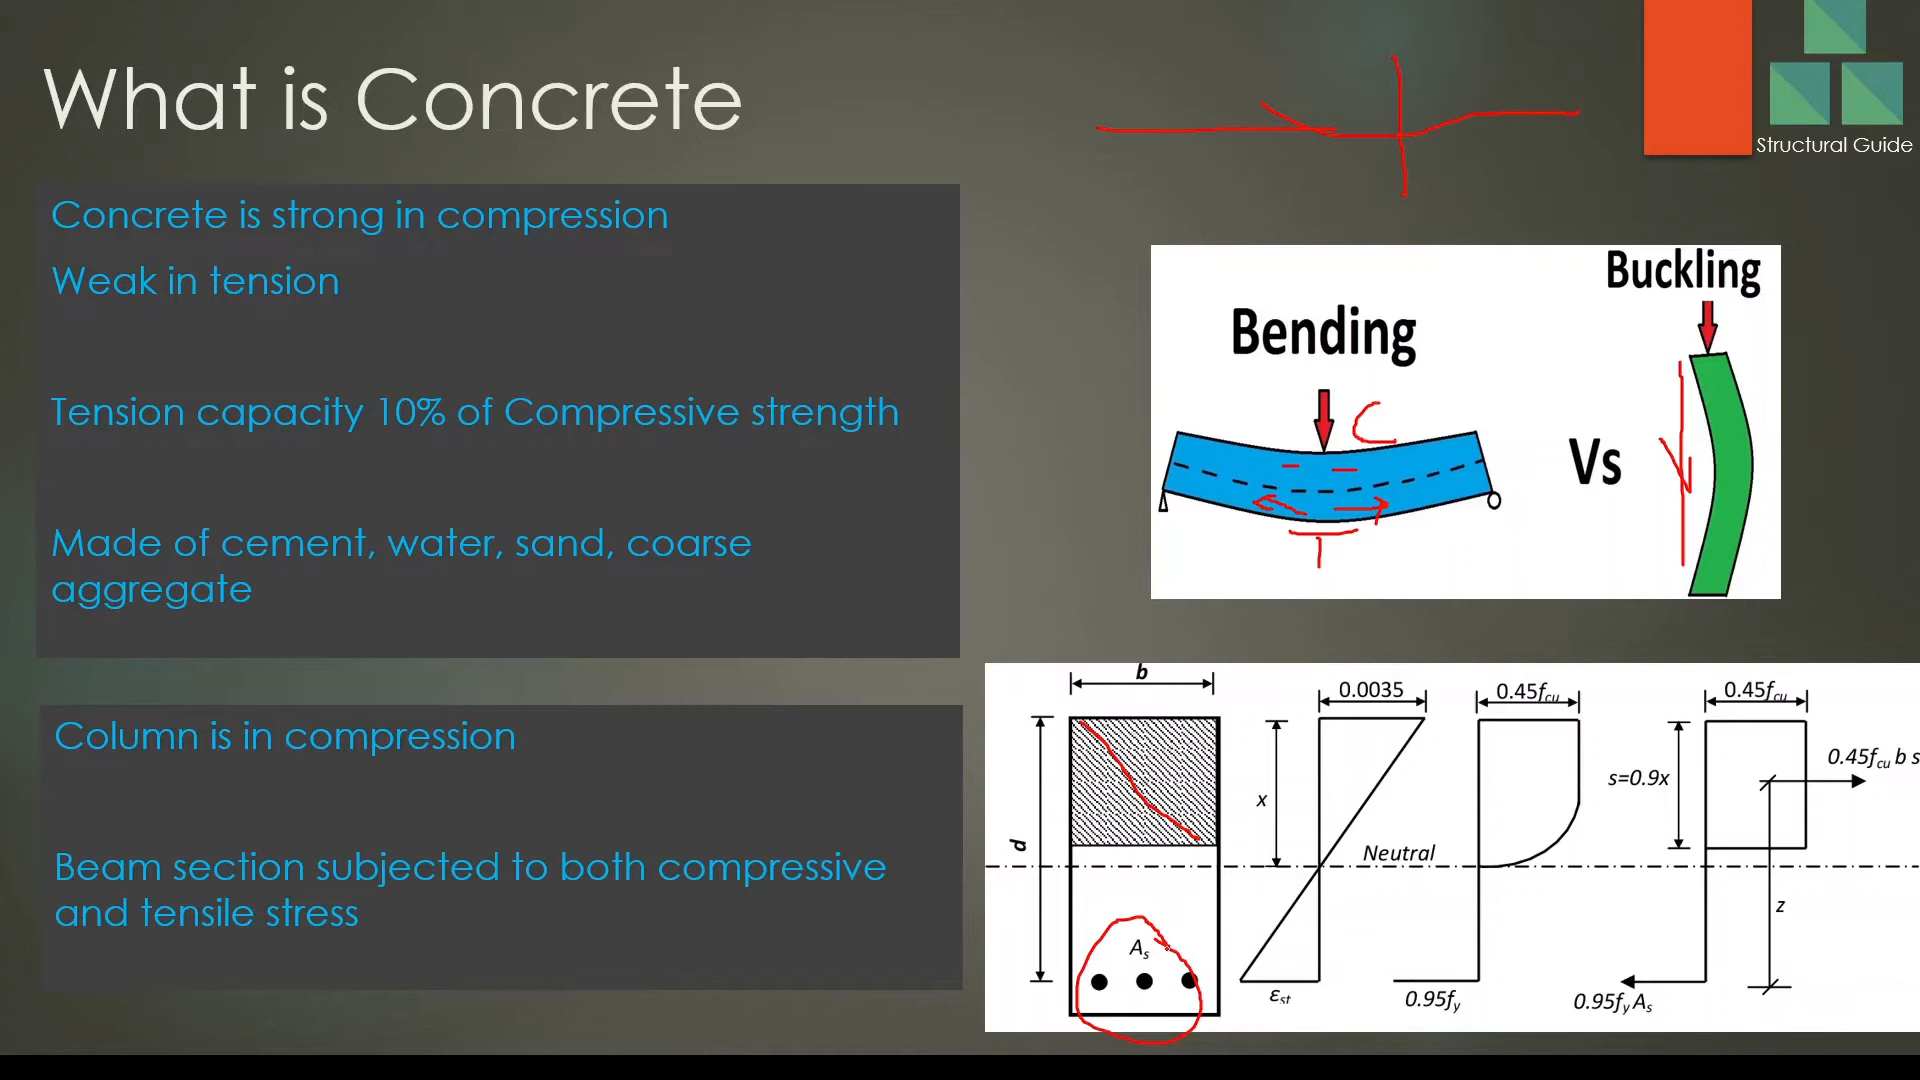 What is Concrete
Structural Guide
Concrete is strong in compression
Weak in tension
Tension capacity 10% of Compressive strength
Made of cement, water, sand, coarse
aggregate
Column is in compression
Beam section subjected to both compressive
and tensile stress
Buckling
Bending
C
Vs
T
b
0.0035
0.45fcu
0.45fcu
0.45fcu b s
s=0.9x
x
d
Neutral
z
As
εst
0.95fy
0.95fy As